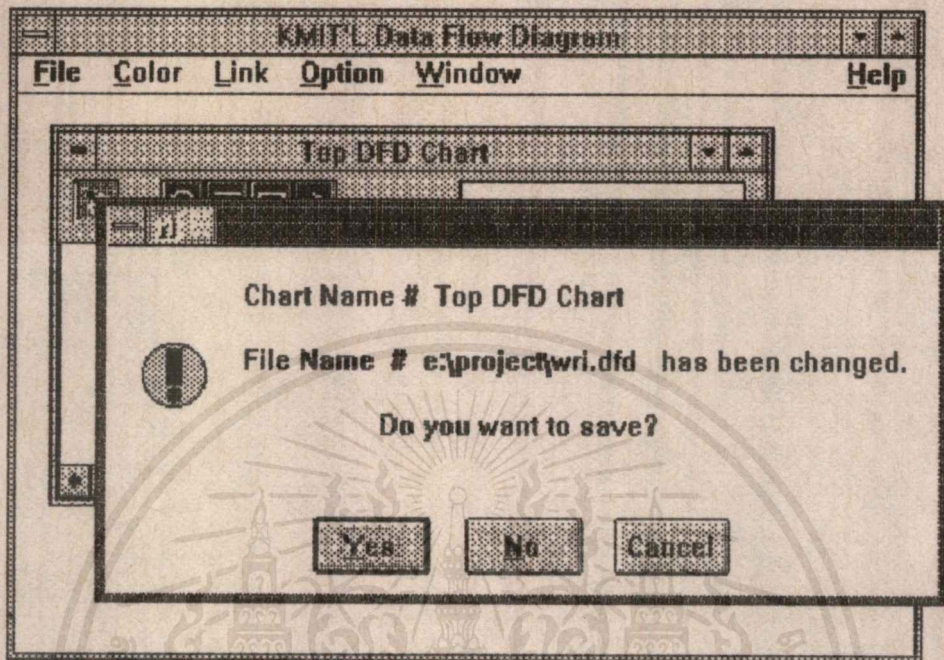 KMIT'L Data Flow Diagram
File Color Link Option Window Help
Top DFD Chart
Chart Name # Top DFD Chart
File Name # e:\project\wri.dfd has been changed.
Do you want to save?
Yes No Cancel